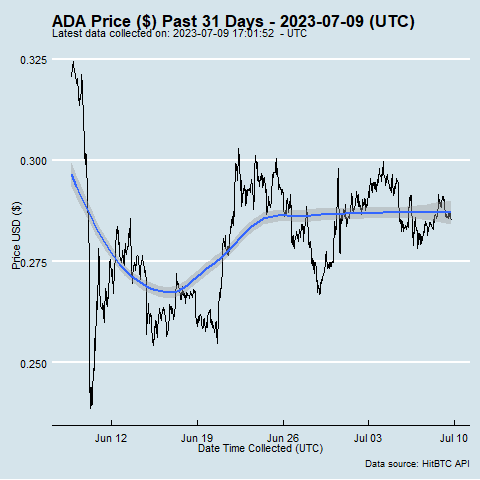 ADA Price ($) Past 31 Days - 2023-07-09 (UTC)
Latest data collected on: 2023-07-09 17:01:52 - UTC
0.325
0.300
0.275
0.250
Price USD ($)
Jun 12
Jun 19
Jun 26
Jul 03
Jul 10
Date Time Collected (UTC)
Data source: HitBTC API